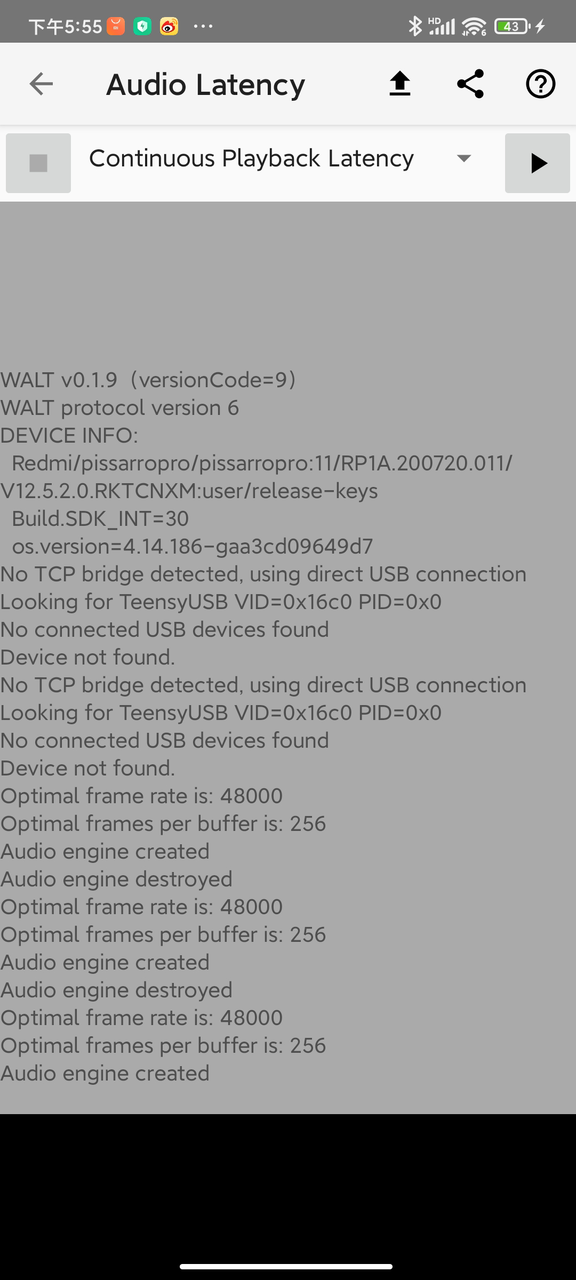 下午5:55 ... HD 6 43
Audio Latency
Continuous Playback Latency
WALT v0.1.9（versionCode=9）
WALT protocol version 6
DEVICE INFO:
Redmi/pissarropro/pissarropro:11/RP1A.200720.011/
V12.5.2.0.RKTCNXM:user/release-keys
Build.SDK_INT=30
os.version=4.14.186-gaa3cd09649d7
No TCP bridge detected, using direct USB connection
Looking for TeensyUSB VID=0x16c0 PID=0x0
No connected USB devices found
Device not found.
No TCP bridge detected, using direct USB connection
Looking for TeensyUSB VID=0x16c0 PID=0x0
No connected USB devices found
Device not found.
Optimal frame rate is: 48000
Optimal frames per buffer is: 256
Audio engine created
Audio engine destroyed
Optimal frame rate is: 48000
Optimal frames per buffer is: 256
Audio engine created
Audio engine destroyed
Optimal frame rate is: 48000
Optimal frames per buffer is: 256
Audio engine created